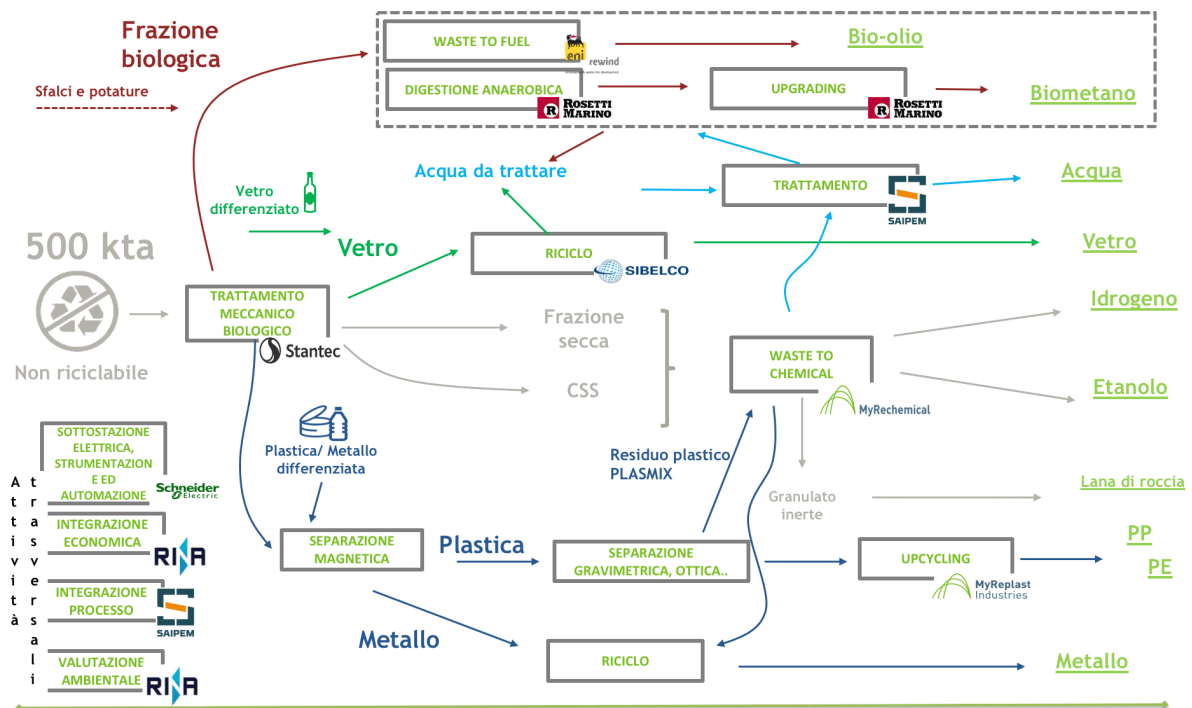 Frazione
biologica
Sfalci e potature
WASTE TO FUEL
eni
rewind
Bio-olio
DIGESTIONE ANAEROBICA
ROSETTI
MARINO
UPGRADING
ROSETTI
MARINO
Biometano
Acqua da trattare
TRATTAMENTO
SAIPEM
Acqua
Vetro
differenziato
Vetro
RICICLO
SIBELCO
Vetro
500 kta
Non riciclabile
TRATTAMENTO
MECCANICO
BIOLOGICO
Stantec
Frazione
secca
CSS
WASTE TO
CHEMICAL
MyRechemical
Idrogeno
Etanolo
Plastica/ Metallo
differenziata
Residuo plastico
PLASMIX
Granulato
inerte
Lana di roccia
SEPARAZIONE
MAGNETICA
Plastica
SEPARAZIONE
GRAVIMETRICA, OTTICA..
UPCYCLING
MyReplast
Industries
PP
PE
Metallo
RICICLO
Metallo
Attività
trasversali
SOTTOSTAZIONE
ELETTRICA,
STRUMENTAZION
E ED
AUTOMAZIONE
Schneider
Electric
INTEGRAZIONE
ECONOMICA
RINA
INTEGRAZIONE
PROCESSO
SAIPEM
VALUTAZIONE
AMBIENTALE
RINA